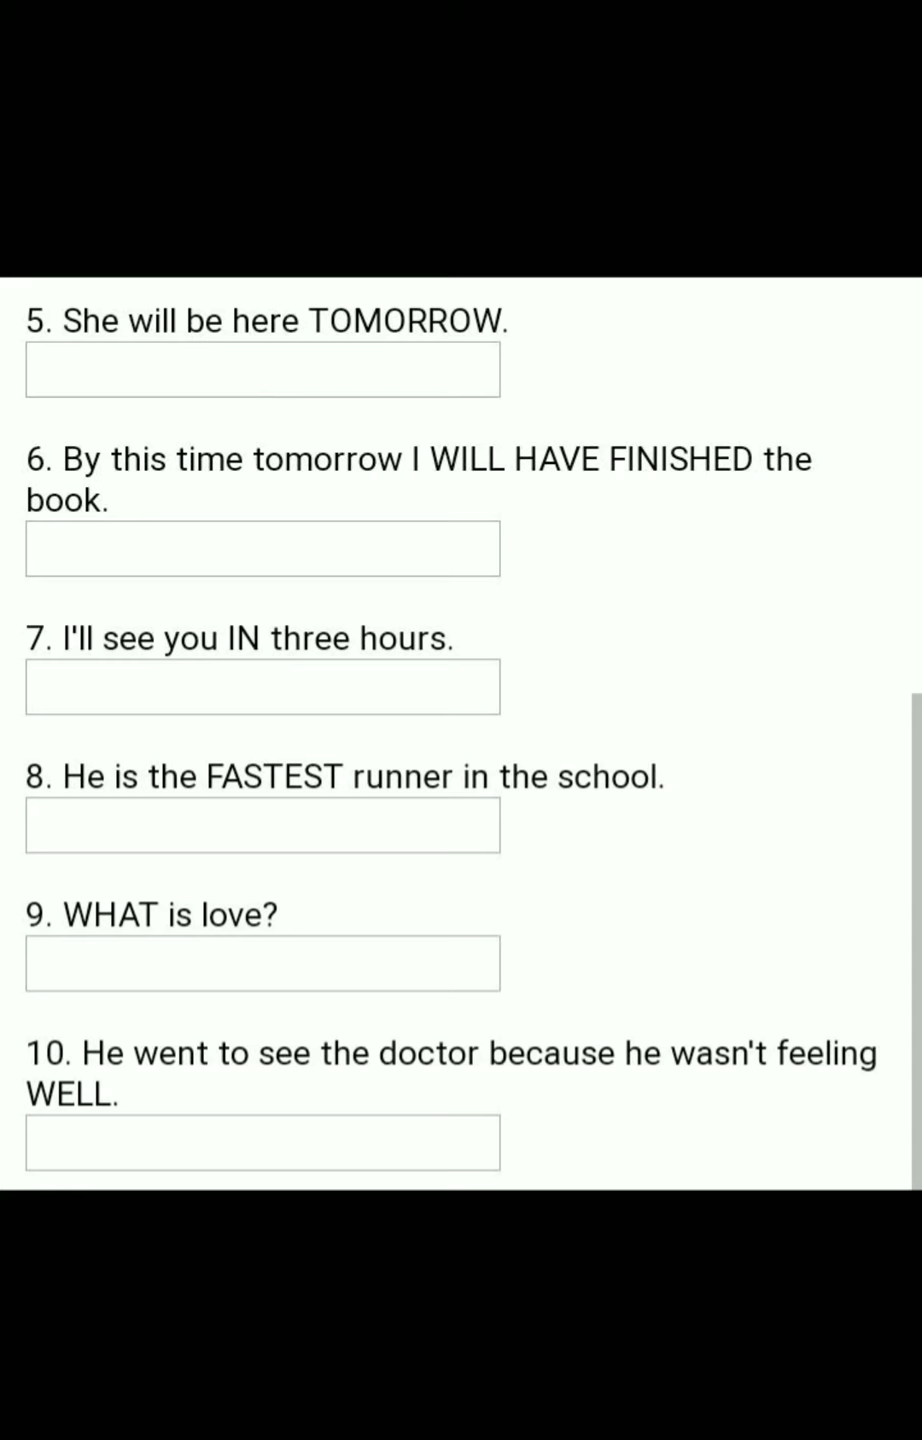 5. She will be here TOMORROW.
6. By this time tomorrow I WILL HAVE FINISHED the
book.
7. I'll see you IN three hours.
8. He is the FASTEST runner in the school.
9. WHAT is love?
10. He went to see the doctor because he wasn't feeling
WELL.